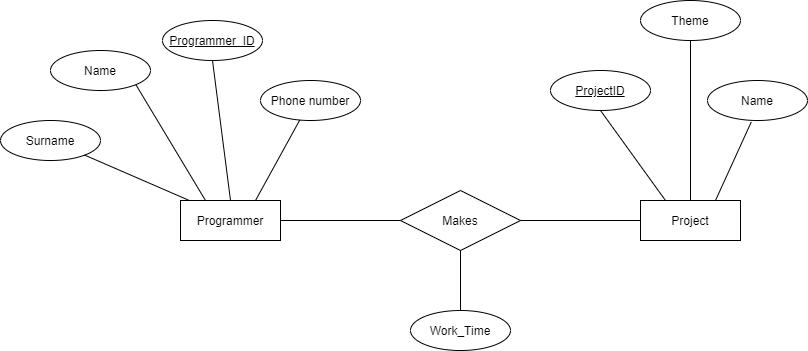 Theme
Programmer_ID
Name
ProjectID
Phone number
Name
Surname
Programmer
Makes
Project
Work_Time